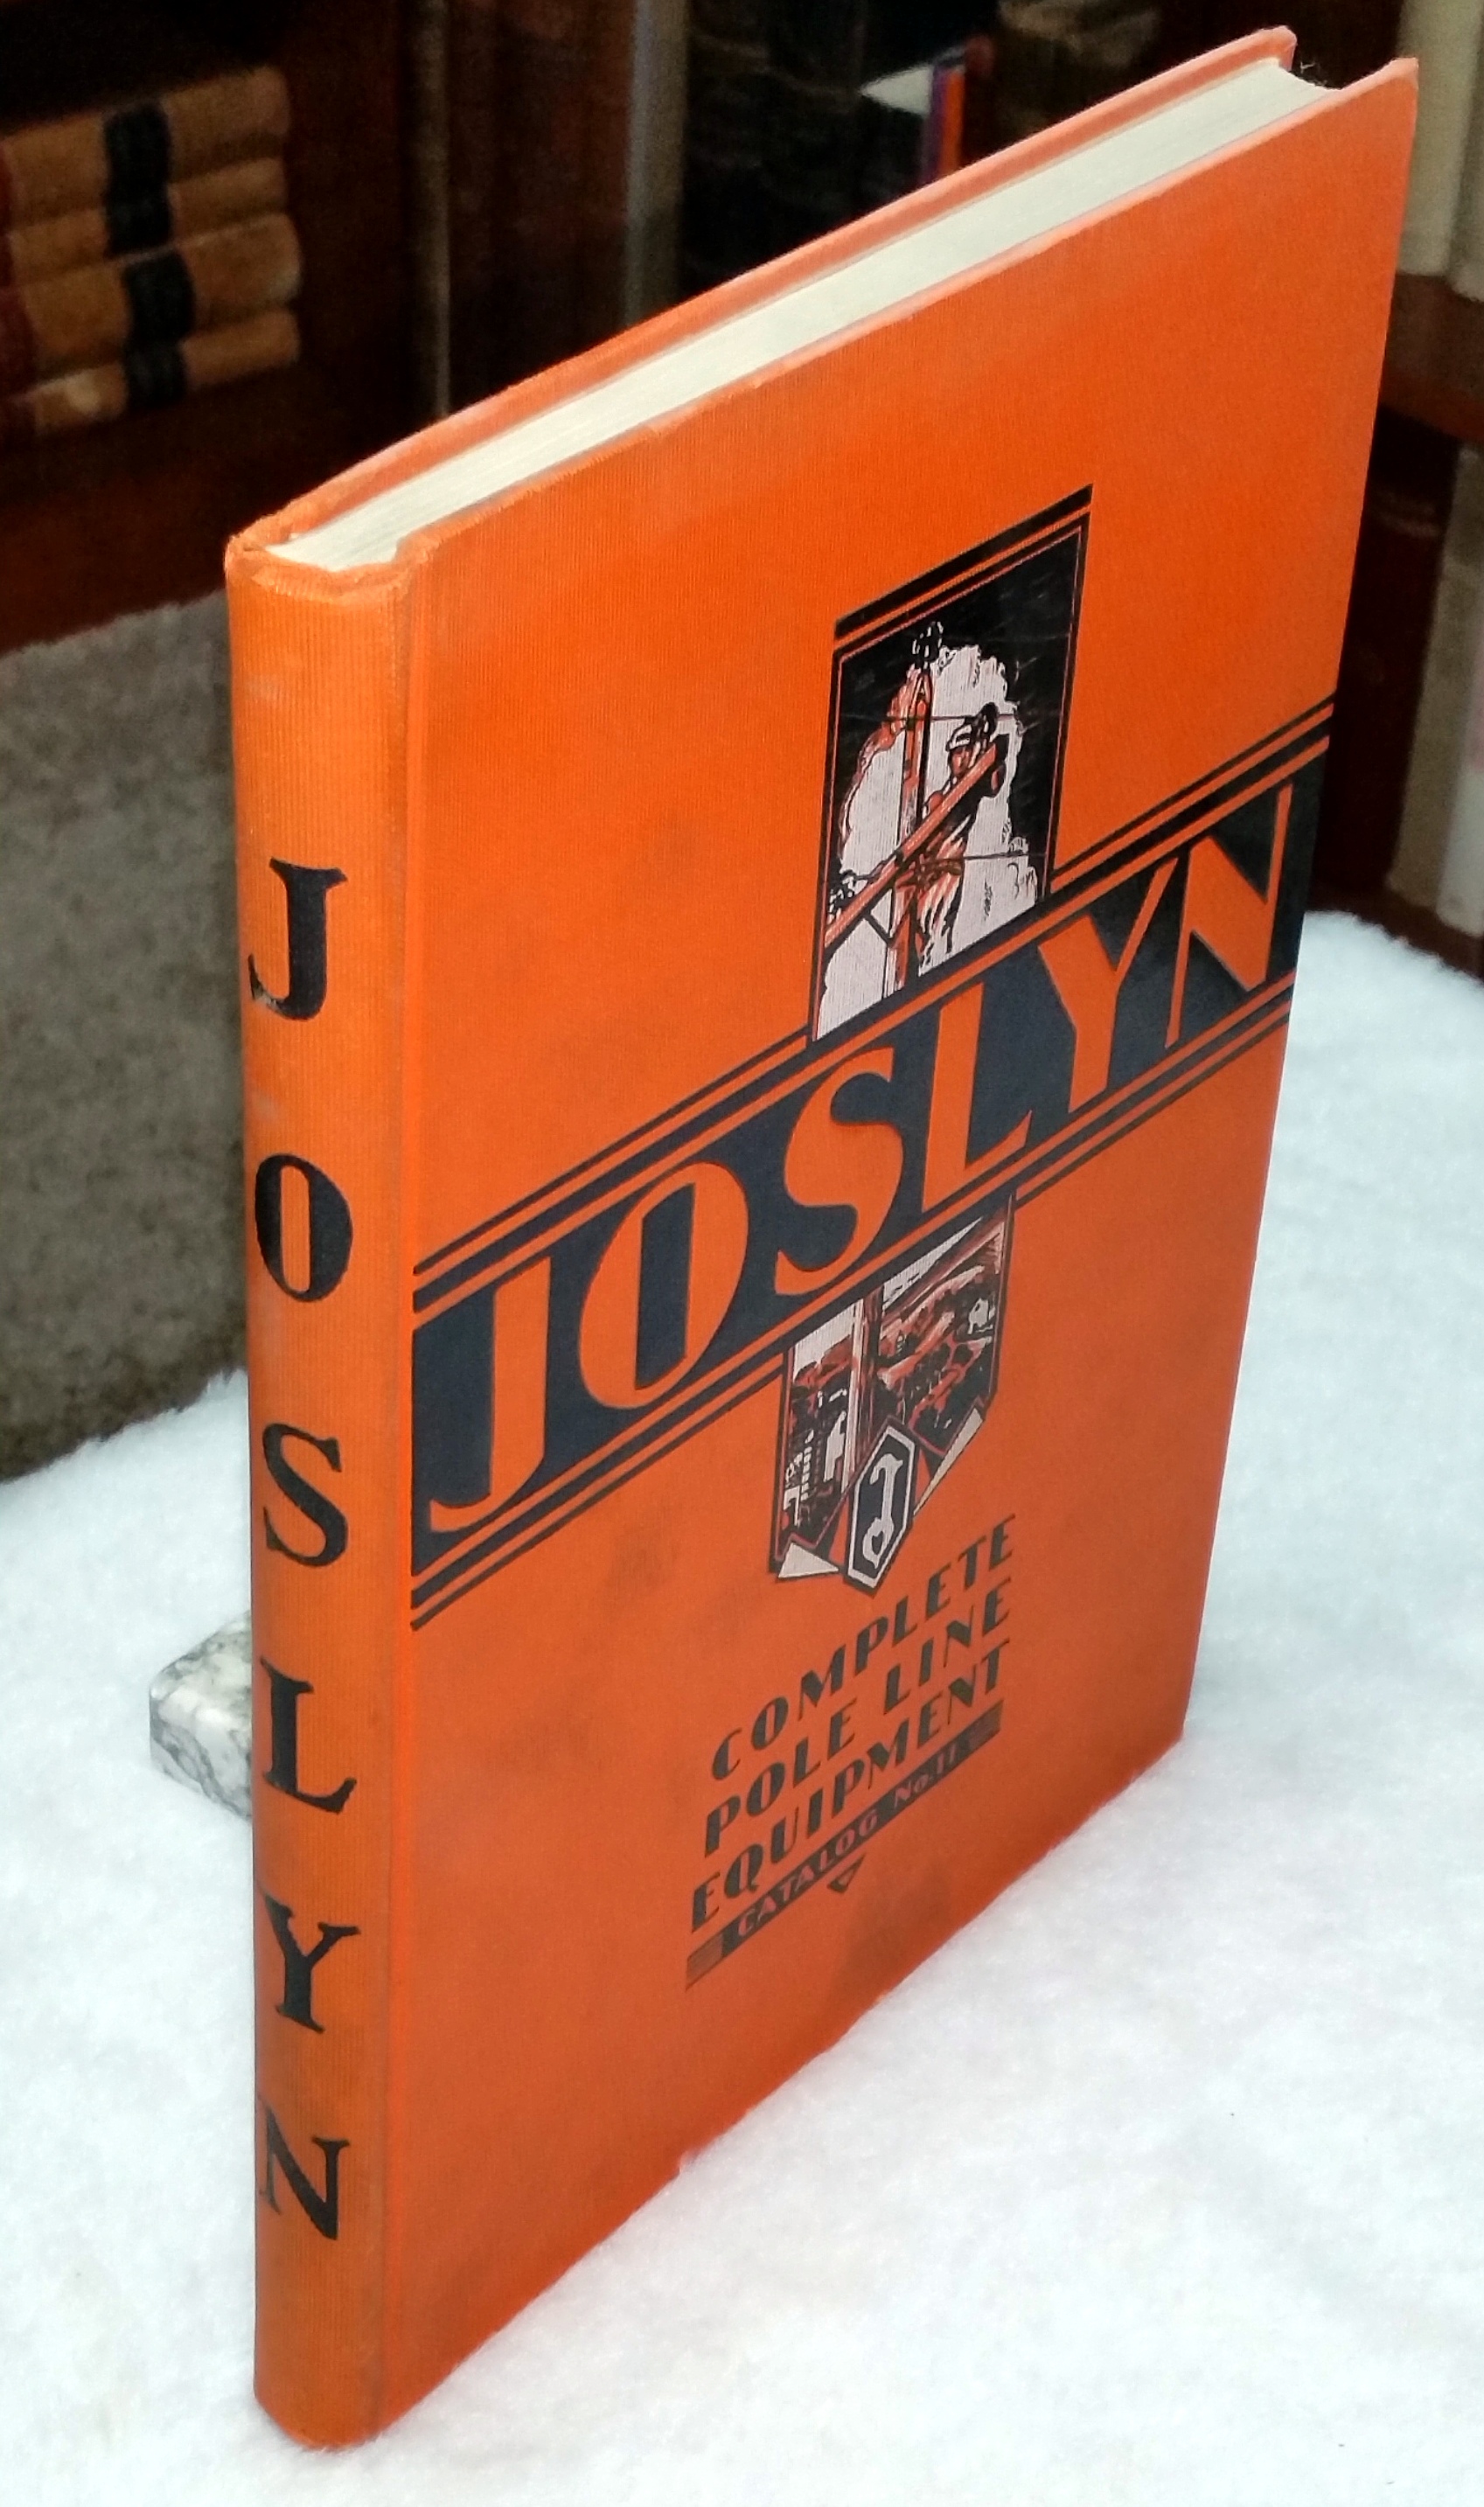 JOSLYN
JOSLYN
J
COMPLETE
POLE LINE
EQUIPMENT
CATALOG No. 11